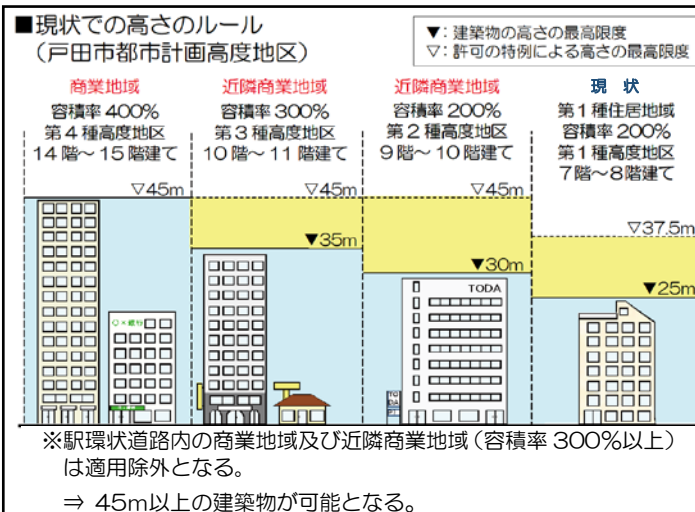 ■現状での高さのルール
（戸田市都市計画高度地区）
▼：建築物の高さの最高限度
▽：許可の特例による高さの最高限度
商業地域
容積率400％
第4種高度地区
14階～15階建て
近隣商業地域
容積率300％
第3種高度地区
10階～11階建て
近隣商業地域
容積率200％
第2種高度地区
9階～10階建て
現 状
第1種住居地域
容積率200％
第1種高度地区
7階～8階建て
▽45m
▽45m
▽45m
▽37.5m
▼35m
▼30m
▼25m
TODA
TO
DA
※駅環状道路内の商業地域及び近隣商業地域（容積率300％以上）
は適用除外となる。
⇒ 45m以上の建築物が可能となる。